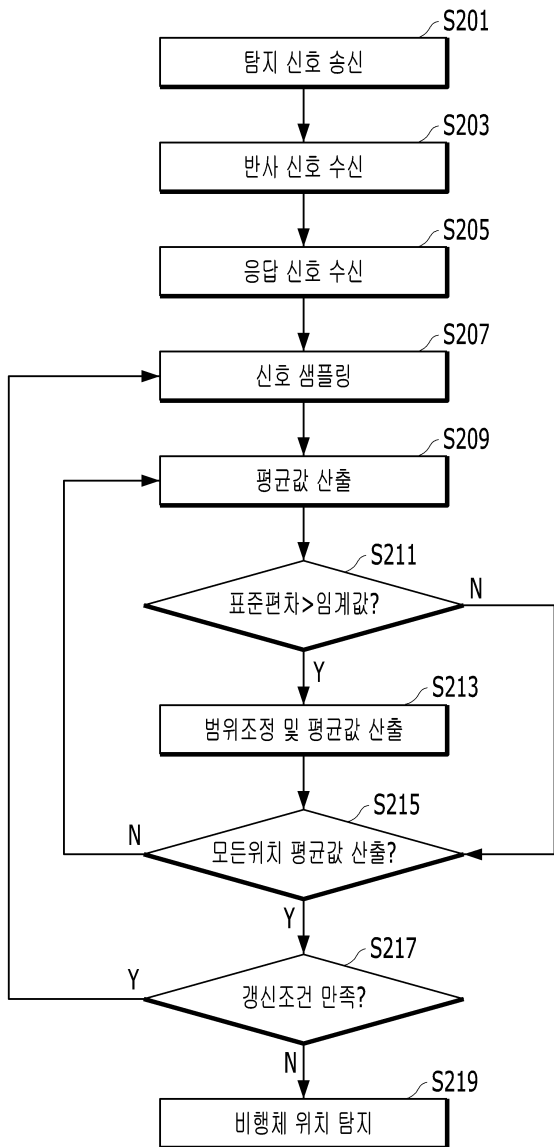 S201
탐지 신호 송신
S203
반사 신호 수신
S205
응답 신호 수신
S207
신호 샘플링
S209
평균값 산출
S211
표준편차>임계값?
N
Y
S213
범위조정 및 평균값 산출
S215
모든위치 평균값 산출?
N
Y
S217
갱신조건 만족?
Y
N
S219
비행체 위치 탐지